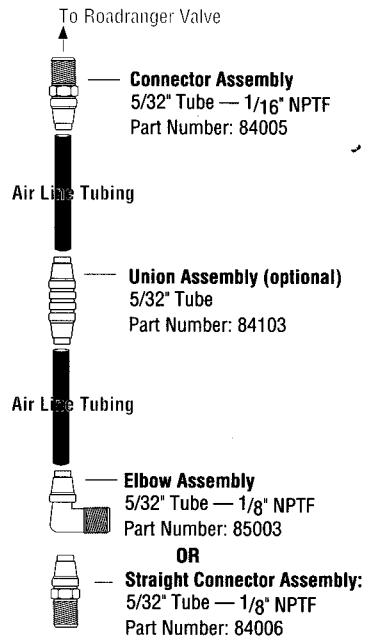 To Roadranger Valve
Connector Assembly
5/32" Tube — 1/16" NPTF
Part Number: 84005
Air Line Tubing
Union Assembly (optional)
5/32" Tube
Part Number: 84103
Air Line Tubing
Elbow Assembly
5/32" Tube — 1/8" NPTF
Part Number: 85003
OR
Straight Connector Assembly:
5/32" Tube — 1/8" NPTF
Part Number: 84006